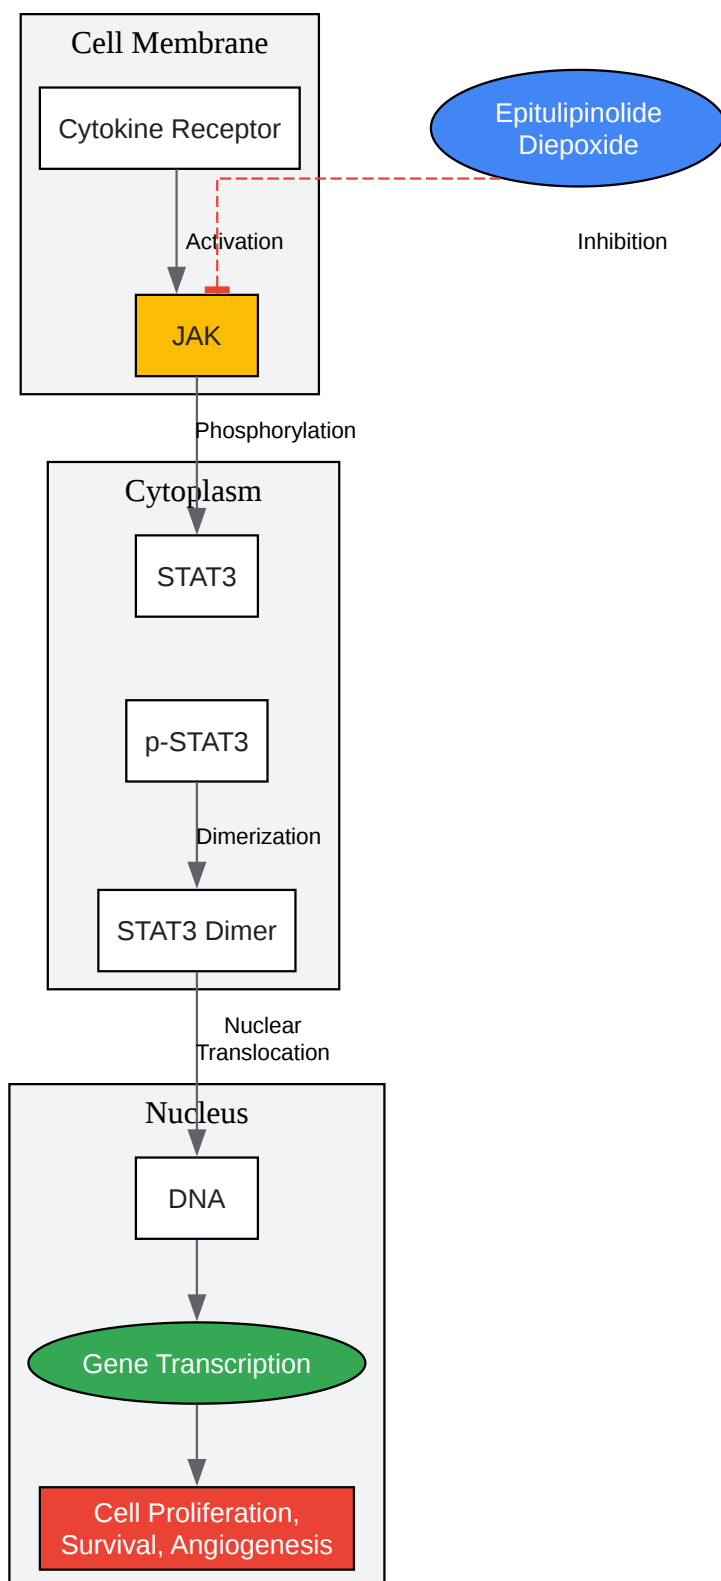 Cell Membrane
Cytokine Receptor
Epitulipinolide
Diepoxide
Activation
Inhibition
JAK
Phosphorylation
Cytoplasm
STAT3
p-STAT3
Dimerization
STAT3 Dimer
Nuclear
Translocation
Nucleus
DNA
Gene Transcription
Cell Proliferation,
Survival, Angiogenesis